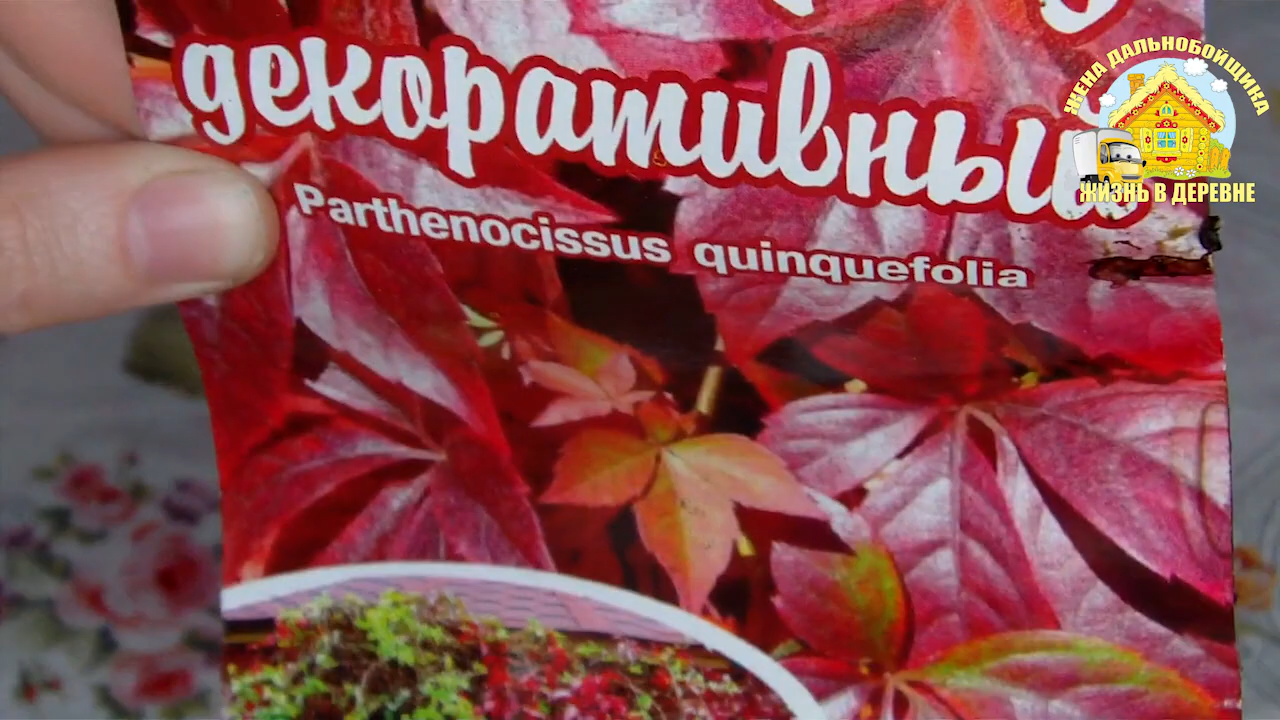 декоративный
Parthenocissus quinquefolia
ЖЕНА ДАЛЬНОБОЙЩИКА
ЖИЗНЬ В ДЕРЕВНЕ